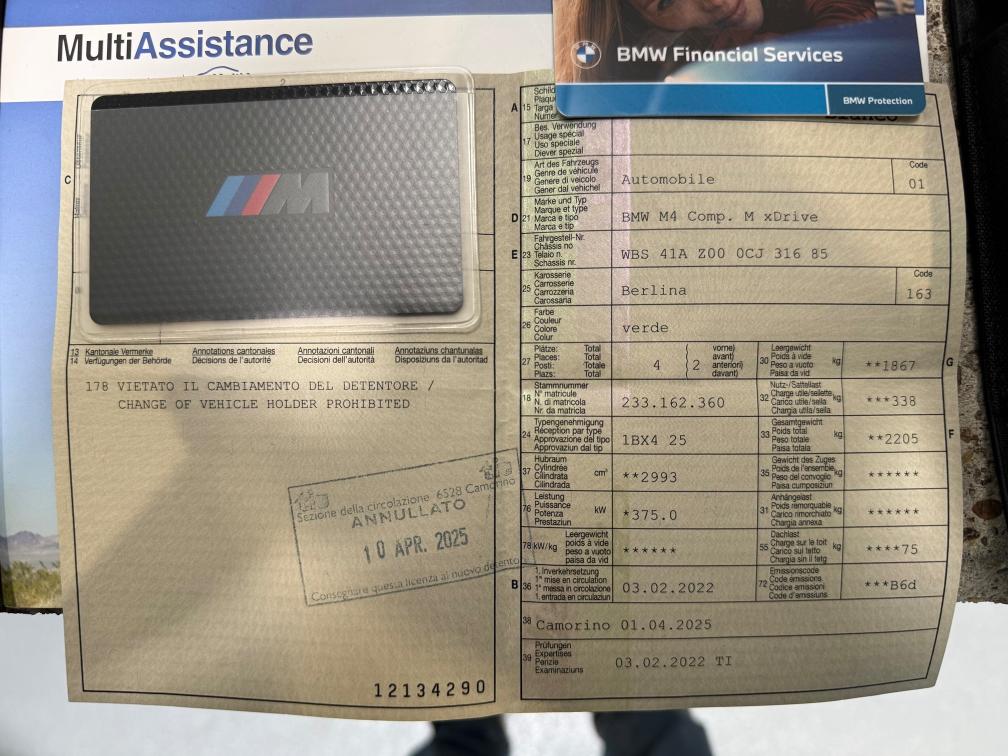 MultiAssistance
BMW Financial Services
BMW Protection
C
13 Kantonale Vermerke Annotations cantonales Annotazioni cantonali Annotaziuns chantunalas
14 Verfügungen der Behörde Décisions de l'autorité Decisioni dell'autorità Disposiziuns da l'autoritad
178 VIETATO IL CAMBIAMENTO DEL DETENTORE /
CHANGE OF VEHICLE HOLDER PROHIBITED
Sezione della circolazione 6528 Camorino
ANNULLATO
10 APR. 2025
Consegnare questa licenza al nuovo detento
12134290
A 15
Schild
Plaque
Targa
Numer
17
Bes. Verwendung
Usage spécial
Uso speciale
Diever spezial
19
Art des Fahrzeugs
Genre de véhicule
Genere di veicolo
Gener dal vehichel
Automobile
Code
01
D 21
Marke und Typ
Marque et type
Marca e tipo
Marca e tip
BMW M4 Comp. M xDrive
E 23
Fahrgestell-Nr.
Châssis no
Telaio n.
Schassis nr.
WBS 41A Z00 0CJ 316 85
25
Karosserie
Carrosserie
Carrozzeria
Carossaria
Berlina
Code
163
26
Farbe
Couleur
Colore
Colur
verde
27
Plätze: Total
Places: Total
Posti: Totale
Plazs: Total
4 { 2
vorne)
avant)
anteriori)
davant)
30
Leergewicht
Poids à vide
Peso a vuoto
Paisa da vid
kg
**1867
G
18
Stammnummer
N° matricule
N. di matricola
Nr. da matricla
233.162.360
32
Nutz-/Sattellast
Charge utile/sellette
Carico utile/sella
Chargia utila/sella
kg
***338
24
Typengenehmigung
Réception par type
Approvazione del tipo
Approvaziun dal tip
1BX4 25
33
Gesamtgewicht
Poids total
Peso totale
Paisa totala
kg
**2205
F
37
Hubraum
Cylindrée
Cilindrata
Cilindrada
cm³
**2993
35
Gewicht des Zuges
Poids de l'ensemble
Peso del convoglio
Paisa cumposiziun
kg
******
76
Leistung
Puissance
Potenza
Prestaziun
kW
*375.0
31
Anhängelast
Poids remorquable
Carico rimorchiato
Chargia annexa
kg
******
78 kW/kg
Leergewicht
poids à vide
peso a vuoto
paisa da vid
******
55
Dachlast
Charge sur le toit
Carico sul tetto
Chargia sin il tetg
kg
****75
B 36
1. Inverkehrsetzung
1re mise en circulation
1a messa in circolazione
1. entrada en circulaziun
03.02.2022
72
Emissionscode
Code émissions
Codice emissioni
Code d'emissiuns
***B6d
38
Camorino 01.04.2025
39
Prüfungen
Expertises
Perizie
Examinaziuns
03.02.2022 TI